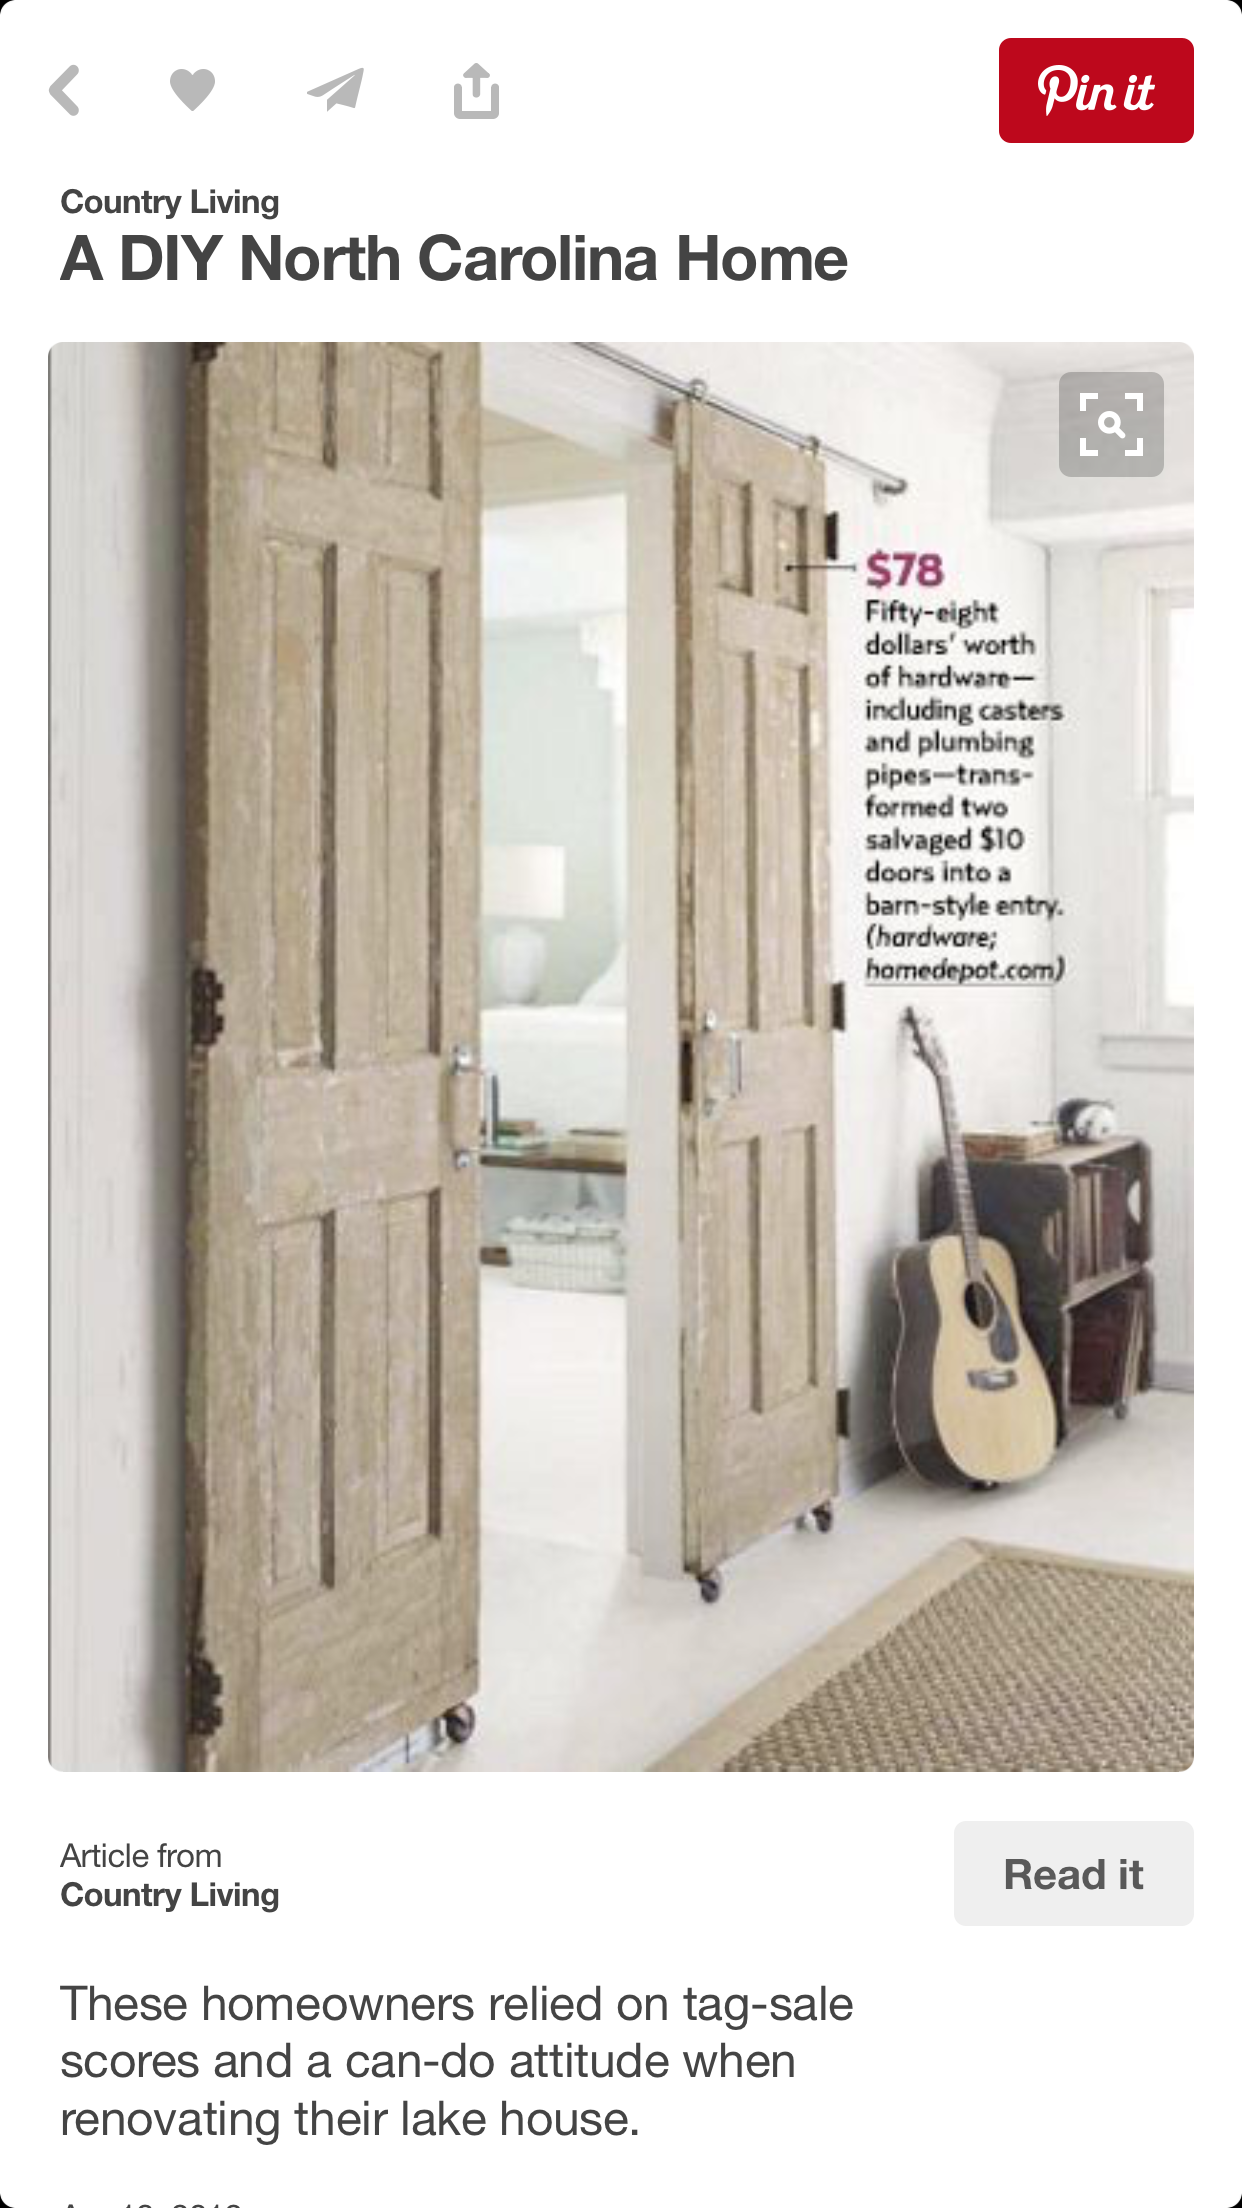 Pin it
Country Living
A DIY North Carolina Home
$78
Fifty-eight
dollars' worth
of hardware—
including casters
and plumbing
pipes—trans-
formed two
salvaged $10
doors into a
barn-style entry.
(hardware;
homedepot.com)
Article from
Country Living
Read it
These homeowners relied on tag-sale
scores and a can-do attitude when
renovating their lake house.